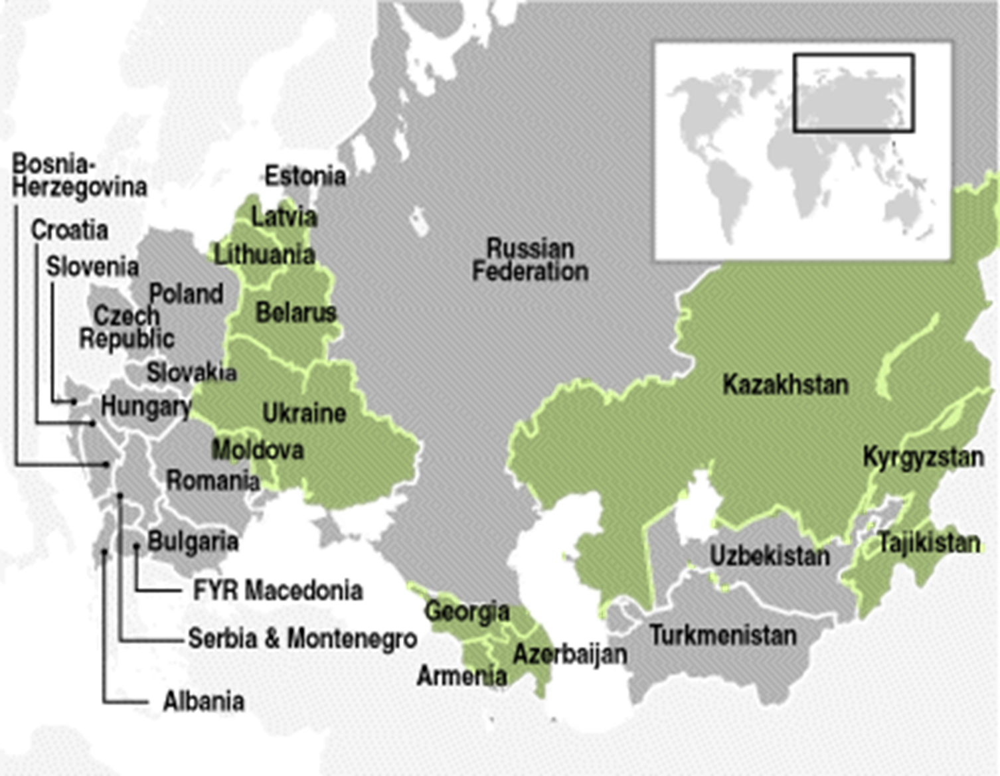 Bosnia-
Herzegovina
Estonia
Croatia
Latvia
Slovenia
Lithuania
Russian
Federation
Poland
Czech
Republic
Belarus
Slovakia
Kazakhstan
Hungary
Ukraine
Moldova
Kyrgyzstan
Romania
Bulgaria
Tajikistan
Uzbekistan
FYR Macedonia
Georgia
Serbia & Montenegro
Turkmenistan
Azerbaijan
Armenia
Albania